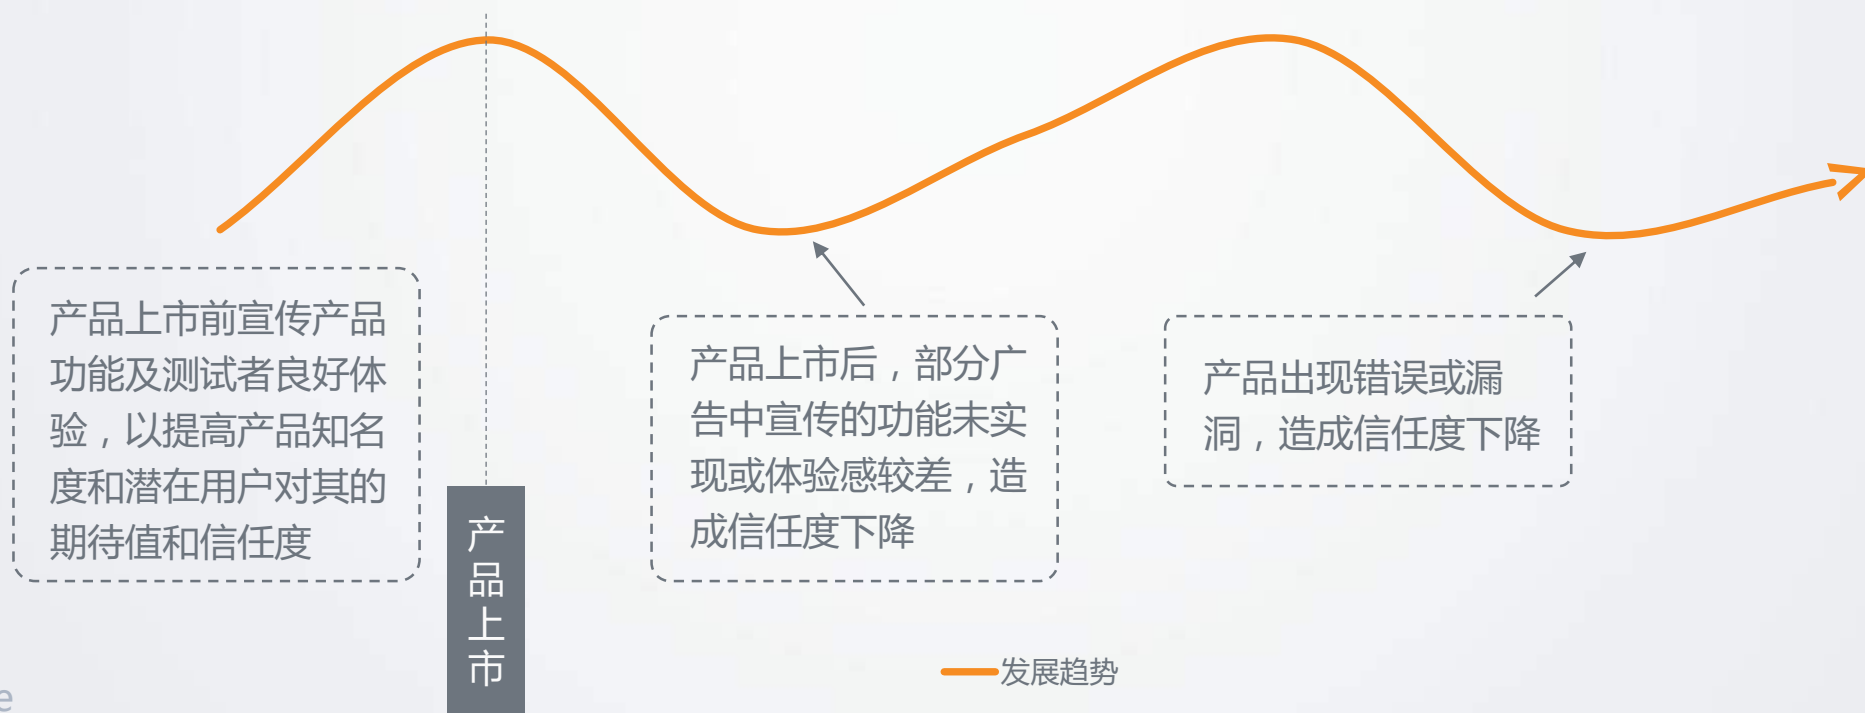 产品上市前宣传产品
功能及测试者良好体
验，以提高产品知名
度和潜在用户对其的
期待值和信任度
产品上市
产品上市后，部分广
告中宣传的功能未实
现或体验感较差，造
成信任度下降
产品出现错误或漏
洞，造成信任度下降
发展趋势
e